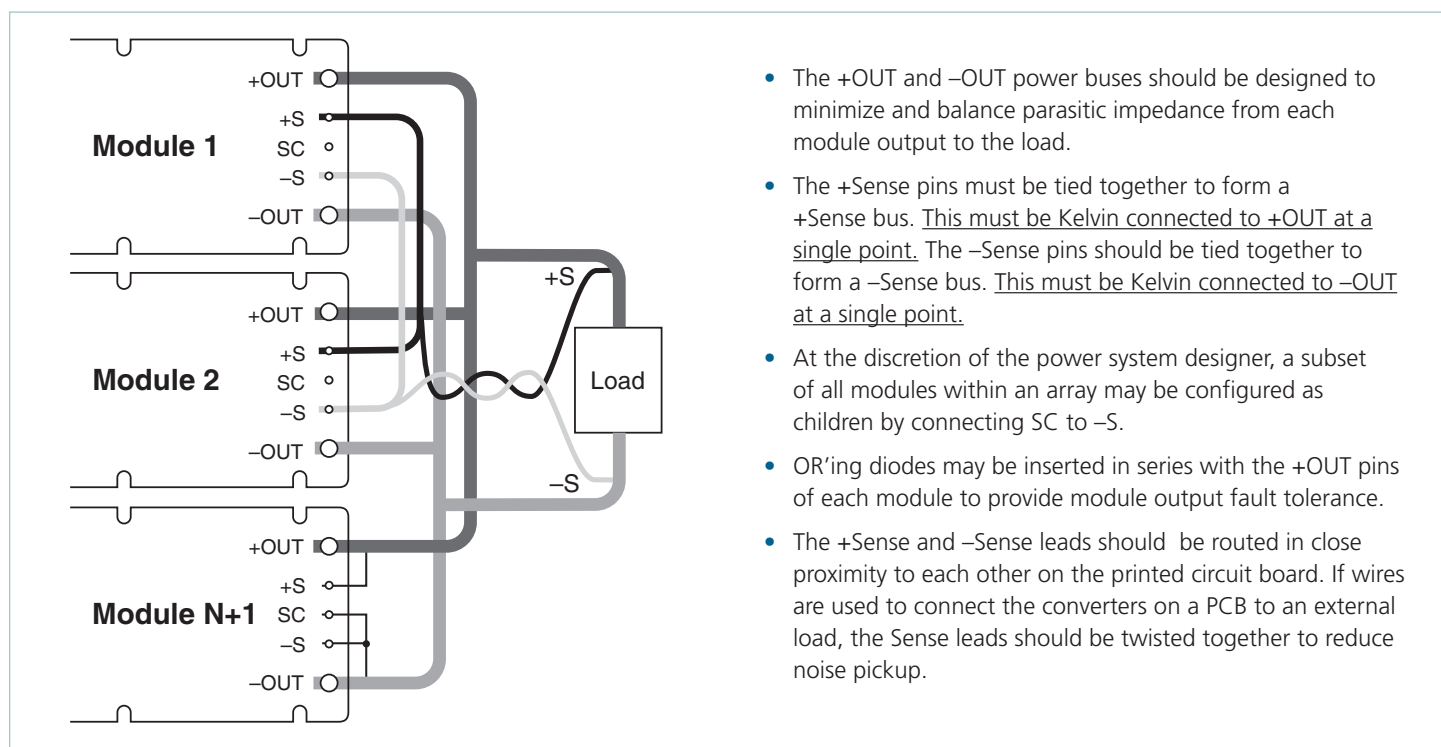 +OUT
+S
Module 1
SC
–S
–OUT
+OUT
+S
Module 2
SC
–S
–OUT
+OUT
+S
Module N+1
SC
–S
–OUT
+S
Load
–S
• The +OUT and –OUT power buses should be designed to
minimize and balance parasitic impedance from each
module output to the load.
• The +Sense pins must be tied together to form a
+Sense bus. This must be Kelvin connected to +OUT at a
single point. The –Sense pins should be tied together to
form a –Sense bus. This must be Kelvin connected to –OUT
at a single point.
• At the discretion of the power system designer, a subset
of all modules within an array may be configured as
children by connecting SC to –S.
• OR’ing diodes may be inserted in series with the +OUT pins
of each module to provide module output fault tolerance.
• The +Sense and –Sense leads should be routed in close
proximity to each other on the printed circuit board. If wires
are used to connect the converters on a PCB to an external
load, the Sense leads should be twisted together to reduce
noise pickup.